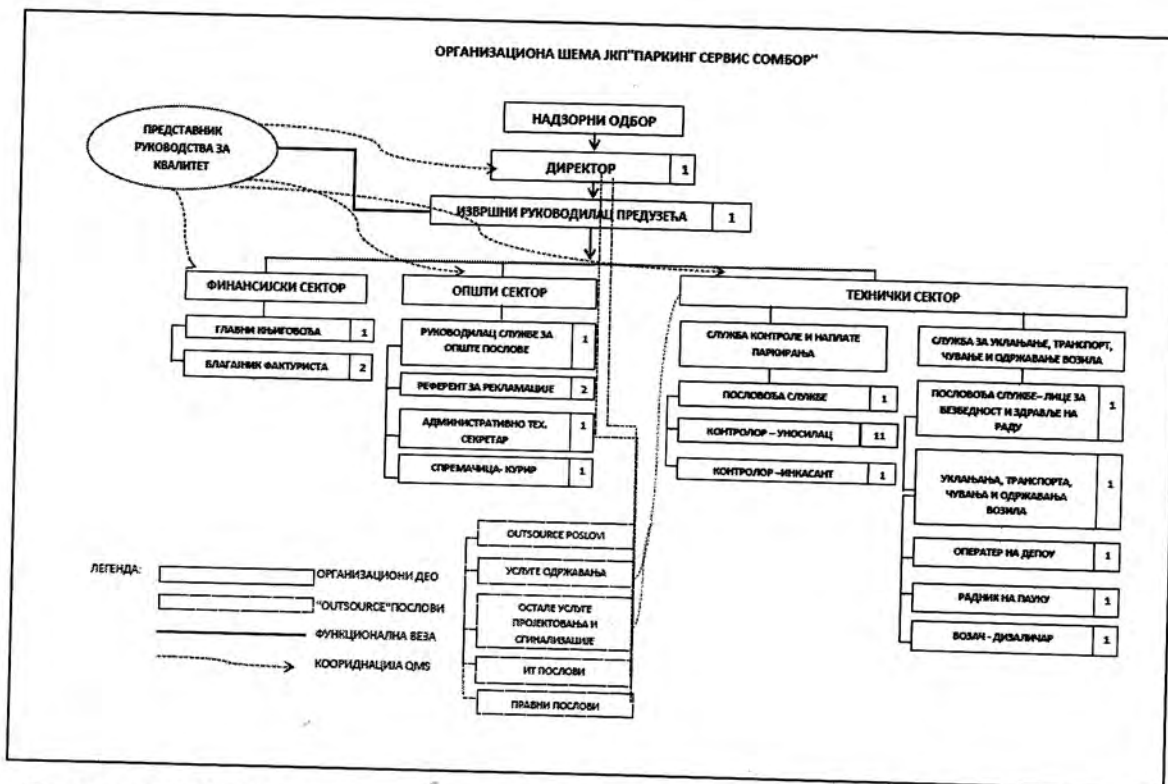 ОРГАНИЗАЦИОНА ШЕМА ЈКП"ПАРКИНГ СЕРВИС СОМБОР"
ПРЕДСТАВНИК
РУКОВОДСТВА ЗА
КВАЛИТЕТ
НАДЗОРНИ ОДБОР
ДИРЕКТОР 1
ИЗВРШНИ РУКОВОДИЛАЦ ПРЕДУЗЕЋА 1
ФИНАНСИЈСКИ СЕКТОР
ГЛАВНИ КЊИГОВОЂА 1
БЛАГАЈНИК ФАКТУРИСТА 2
ОПШТИ СЕКТОР
РУКОВОДИЛАЦ СЛУЖБЕ ЗА
ОПШТЕ ПОСЛОВЕ 1
РЕФЕРЕНТ ЗА РЕКЛАМАЦИЈЕ 2
АДМИНИСТРАТИВНО ТЕХ.
СЕКРЕТАР 1
СПРЕМАЧИЦА- КУРИР 1
ТЕХНИЧКИ СЕКТОР
СЛУЖБА КОНТРОЛЕ И НАПЛАТЕ
ПАРКИРАЊА
ПОСЛОВОЂА СЛУЖБЕ 1
КОНТРОЛОР – УНОСИЛАЦ 11
КОНТРОЛОР –ИНКАСАНТ 1
СЛУЖБА ЗА УКЛАЊАЊЕ, ТРАНСПОРТ,
ЧУВАЊЕ И ОДРЖАВАЊЕ ВОЗИЛА
ПОСЛОВОЂА СЛУЖБЕ– ЛИЦЕ ЗА
БЕЗБЕДНОСТ И ЗДРАВЉЕ НА
РАДУ 1
УКЛАЊАЊА, ТРАНСПОРТА,
ЧУВАЊА И ОДРЖАВАЊА
ВОЗИЛА 1
ОПЕРАТЕР НА ДЕПОУ 1
РАДНИК НА ПАУКУ 1
ВОЗАЧ - ДИЗАЛИЧАР 1
OUTSOURCE POSLOVI
УСЛУГЕ ОДРЖАВАЊА
ОСТАЛЕ УСЛУГЕ
ПРОЈЕКТОВАЊА И
СГИНАЛИЗАЦИЈЕ
ИТ ПОСЛОВИ
ПРАВНИ ПОСЛОВИ
ЛЕГЕНДА:
ОРГАНИЗАЦИОНИ ДЕО
"OUTSOURCE"ПОСЛОВИ
ФУНКЦИОНАЛНА ВЕЗА
КООРИДНАЦИЈА QMS